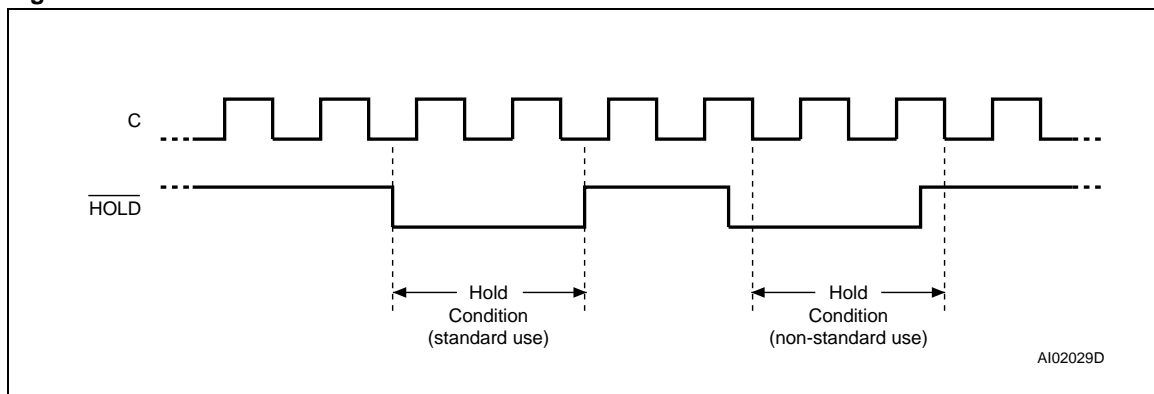 C
HOLD
Hold
Condition
(standard use)
Hold
Condition
(non-standard use)
AI02029D